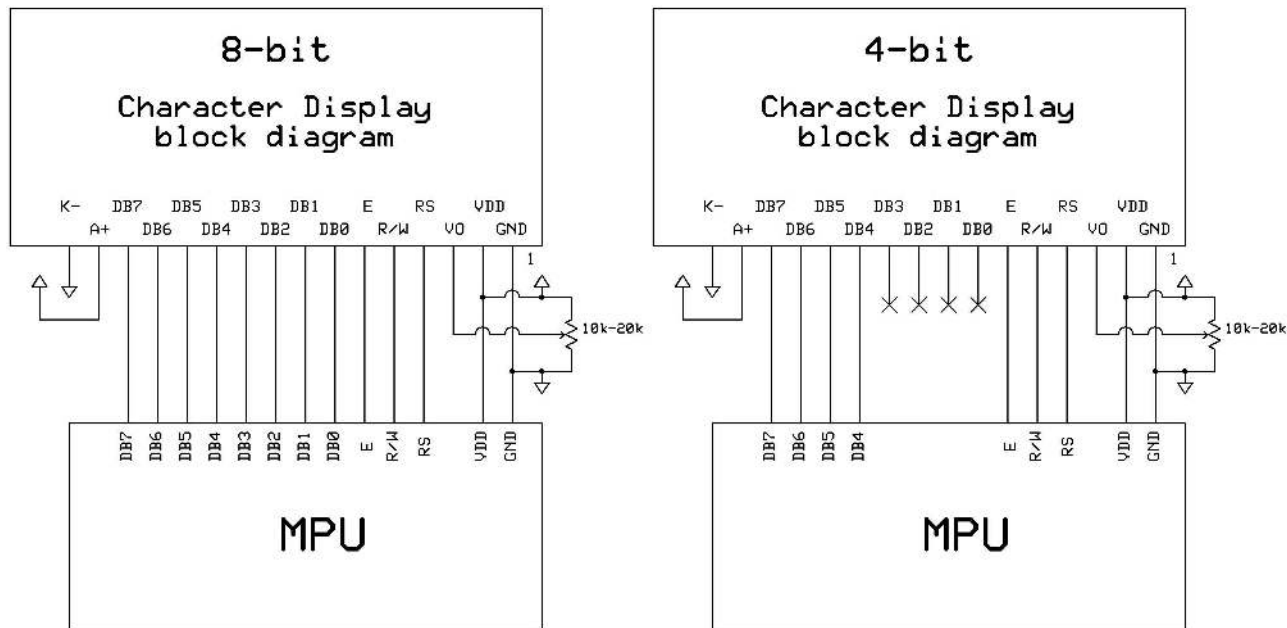 8-bit
Character Display
block diagram
K- DB7 DB5 DB3 DB1 E RS VDD
A+ DB6 DB4 DB2 DB0 R/W VO GND
1
10k-20k
DB7 DB6 DB5 DB4 DB3 DB2 DB1 DB0 E R/W RS VDD GND
MPU
4-bit
Character Display
block diagram
K- DB7 DB5 DB3 DB1 E RS VDD
A+ DB6 DB4 DB2 DB0 R/W VO GND
1
10k-20k
DB7 DB6 DB5 DB4 E R/W RS VDD GND
MPU